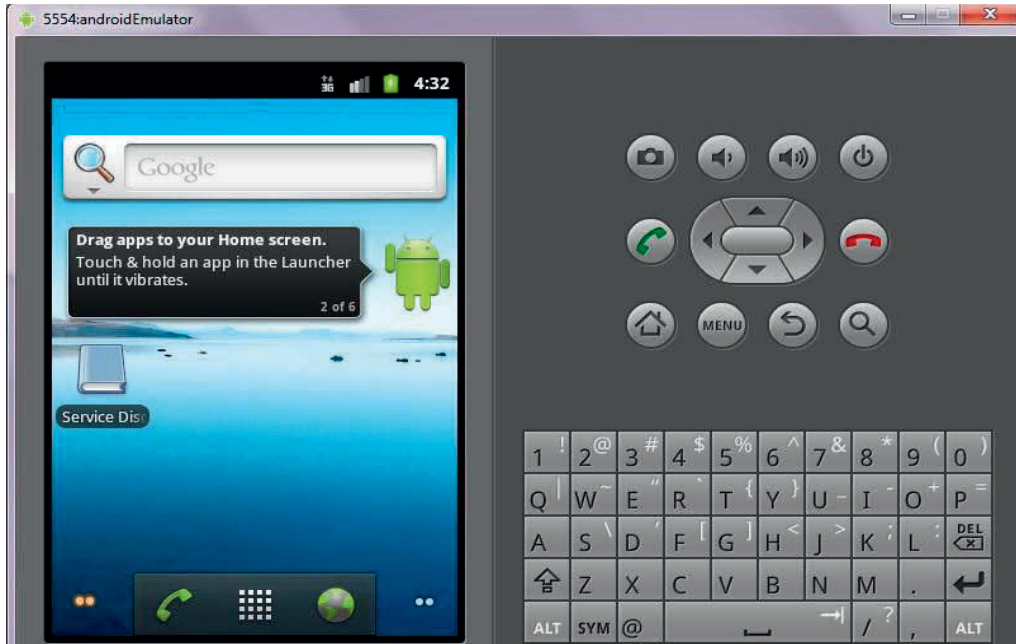 5554:androidEmulator
3G 4:32
Google
Drag apps to your Home screen.
Touch & hold an app in the Launcher
until it vibrates.
2 of 6
Service Dis
MENU
1 ! 2 @ 3 # 4 $ 5 % 6 ^ 7 & 8 * 9 ( 0 )
Q | W ~ E " R ` T { Y } U _ I - O + P =
A S \ D ' F [ G ] H < J > K ; L : DEL
Z X C V B N M .
ALT SYM @ / ? , ALT